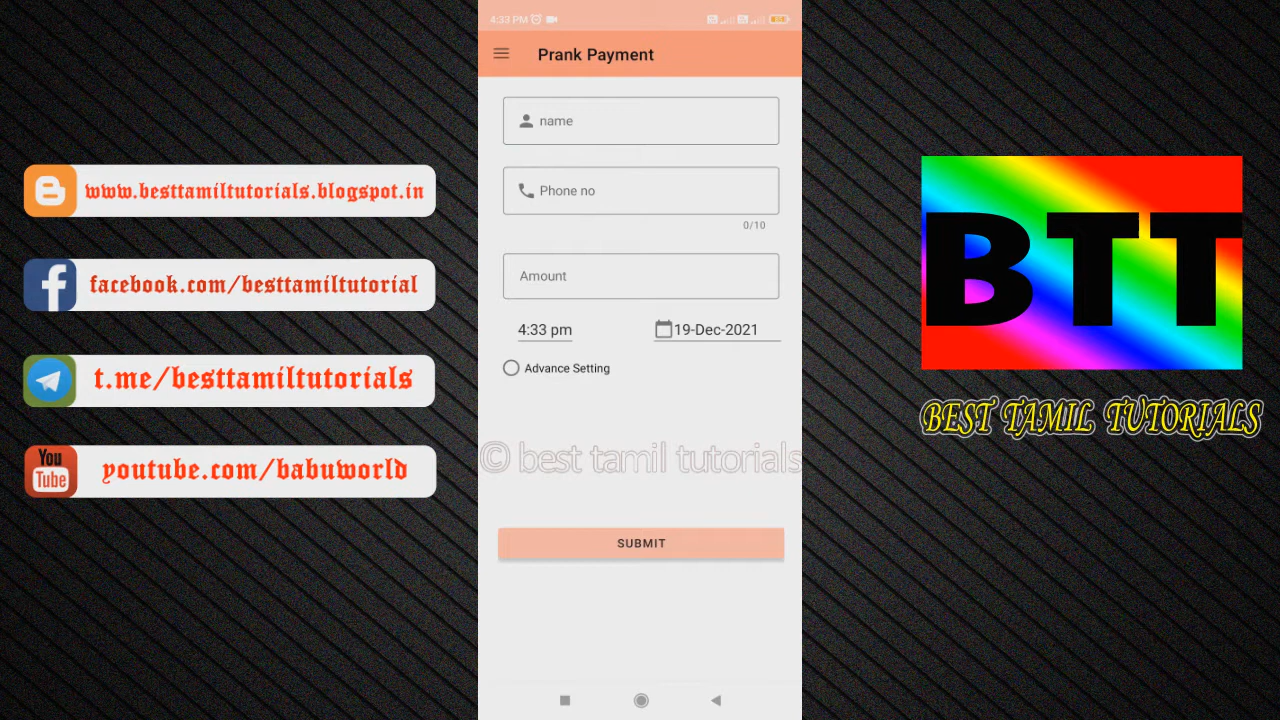 4:33 PM
Prank Payment
name
Phone no
0/10
Amount
4:33 pm
19-Dec-2021
Advance Setting
© best tamil tutorials
SUBMIT
www.besttamiltutorials.blogspot.in
facebook.com/besttamiltutorial
t.me/besttamiltutorials
You
Tube
youtube.com/babuworld
BTT
BEST TAMIL TUTORIALS